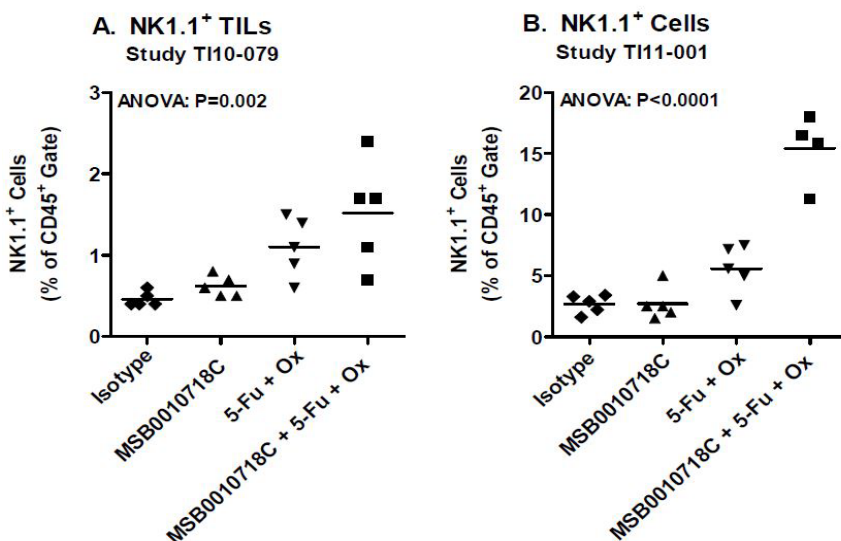 A. NK1.1+ TILs
Study TI10-079
ANOVA: P=0.002
NK1.1+ Cells
(% of CD45+ Gate)
3
2
1
0
Isotype
MSB0010718C
5-Fu + Ox
MSB0010718C + 5-Fu + Ox
B. NK1.1+ Cells
Study TI11-001
ANOVA: P<0.0001
NK1.1+ Cells
(% of CD45+ Gate)
20
15
10
5
0
Isotype
MSB0010718C
5-Fu + Ox
MSB0010718C + 5-Fu + Ox